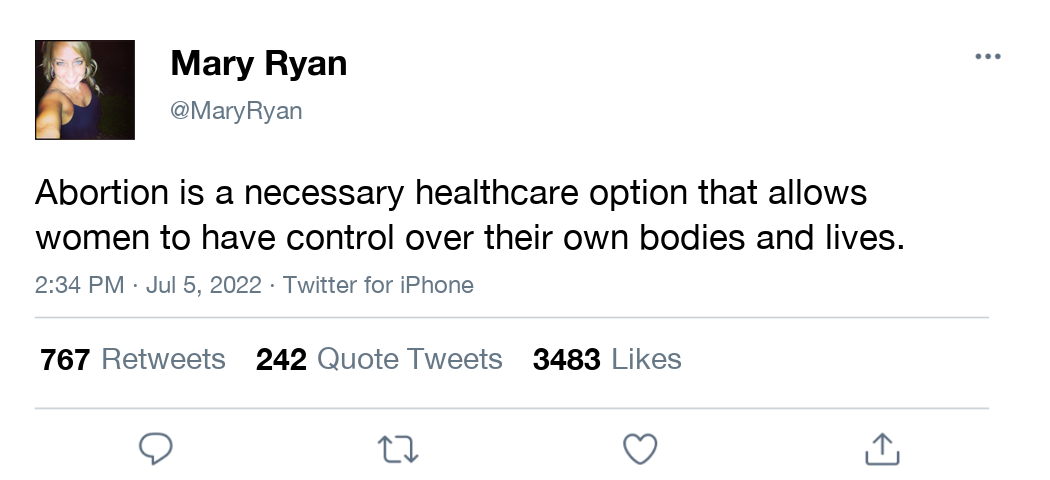 Mary Ryan
@MaryRyan
Abortion is a necessary healthcare option that allows
women to have control over their own bodies and lives.
2:34 PM · Jul 5, 2022 · Twitter for iPhone
767 Retweets 242 Quote Tweets 3483 Likes